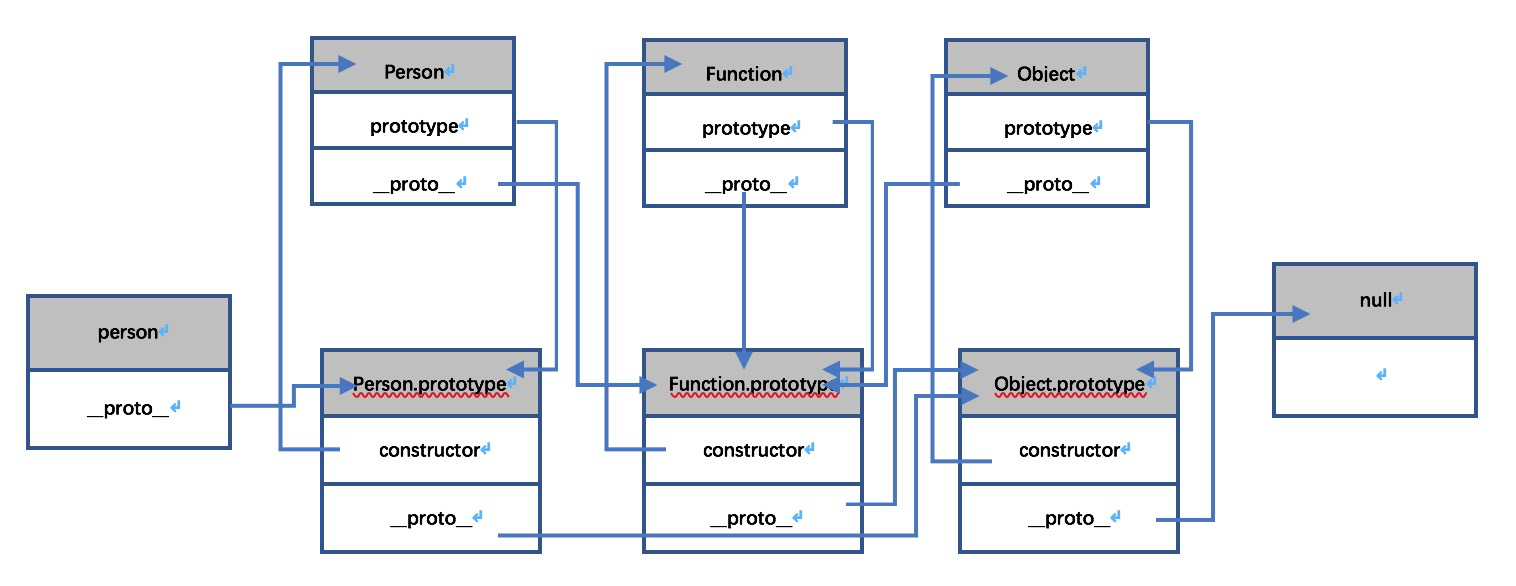 Person
prototype
__proto__
Function
prototype
__proto__
Object
prototype
__proto__
null
person
__proto__
Person.prototype
constructor
__proto__
Function.prototype
constructor
__proto__
Object.prototype
constructor
__proto__